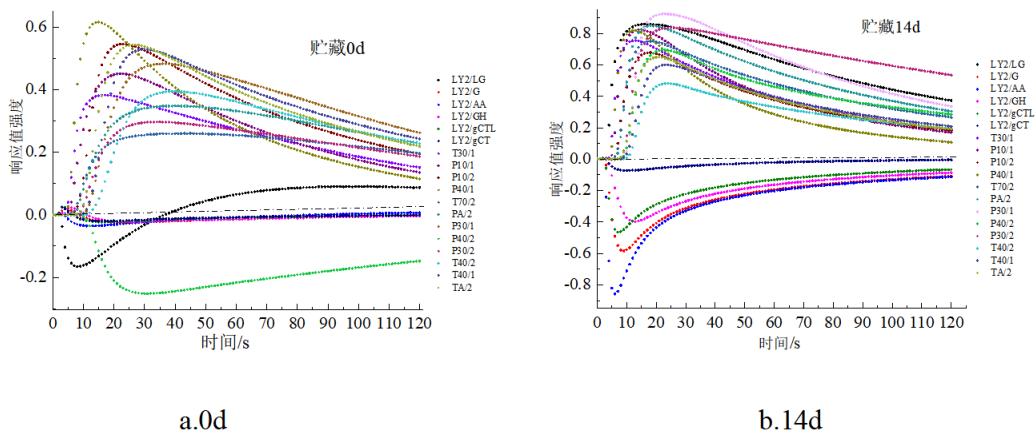 贮藏0d
响应值强度
0.6
0.4
0.2
0.0
-0.2
0 10 20 30 40 50 60 70 80 90 100 110 120
时间/s
LY2/LG
LY2/G
LY2/AA
LY2/GH
LY2/gCTL
LY2/gCT
T30/1
P10/1
P10/2
P40/1
T70/2
PA/2
P30/1
P40/2
P30/2
T40/2
T40/1
TA/2
a.0d
贮藏14d
响应值强度
0.8
0.6
0.4
0.2
0.0
-0.2
-0.4
-0.6
-0.8
0 10 20 30 40 50 60 70 80 90 100 110 120
时间/s
LY2/LG
LY2/G
LY2/AA
LY2/GH
LY2/gCTL
LY2/gCT
T30/1
P10/1
P10/2
P40/1
T70/2
PA/2
P30/1
P40/2
P30/2
T40/2
T40/1
TA/2
b.14d